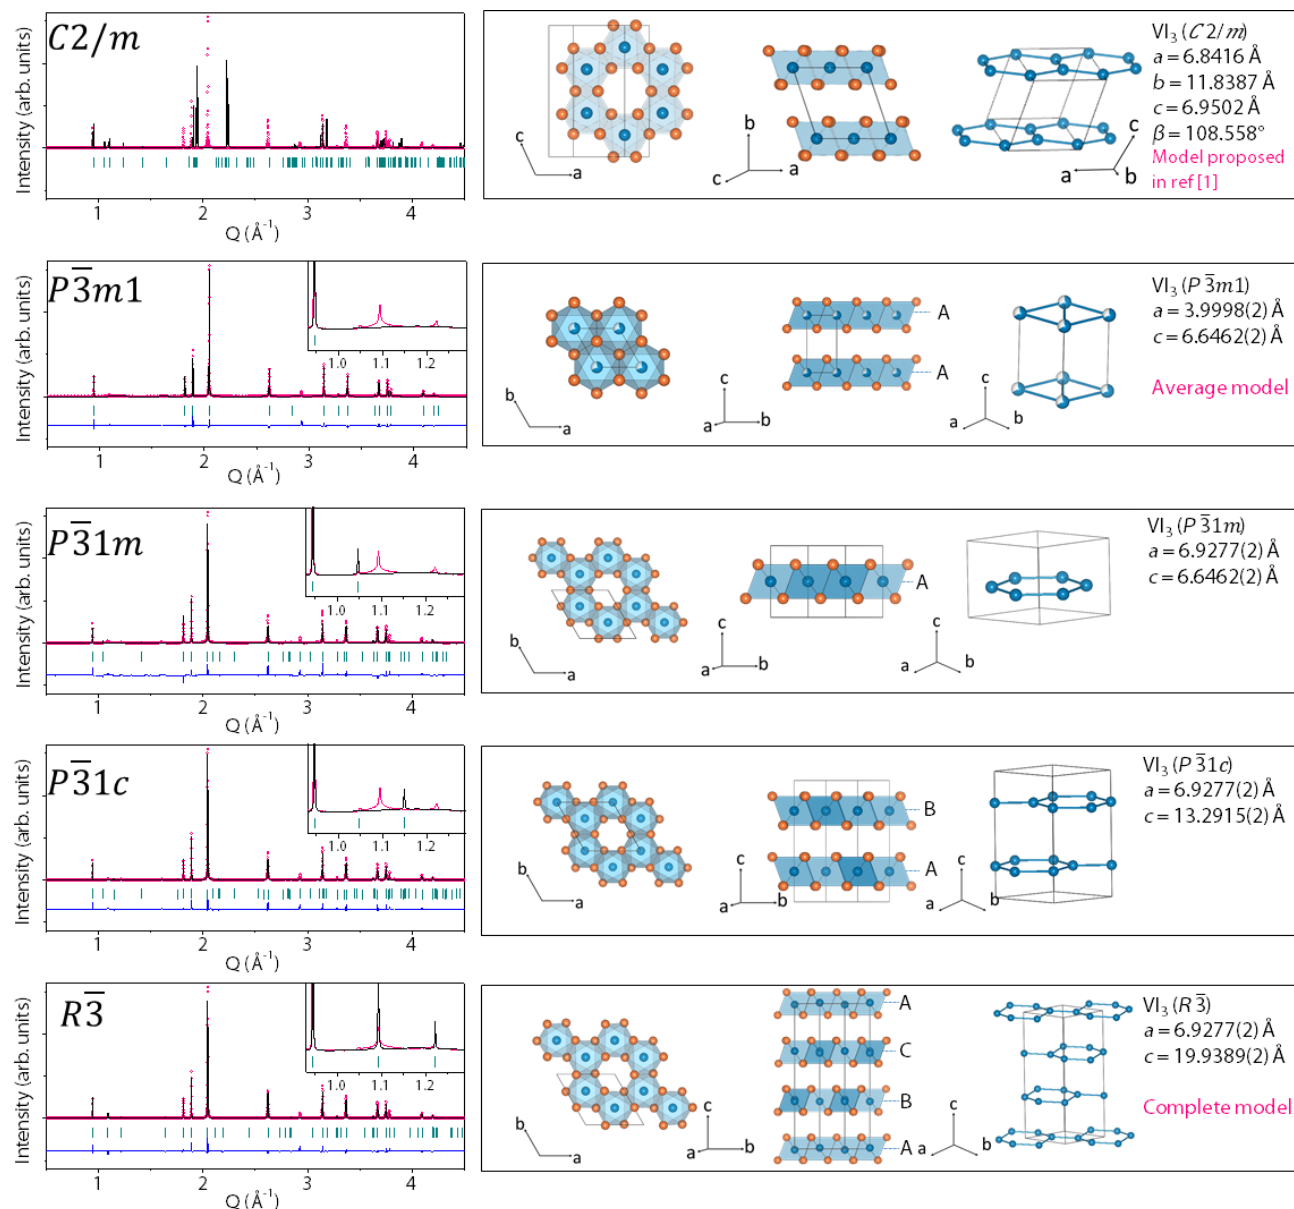 C2/m
Intensity (arb. units)
1 2 3 4
Q (Å⁻¹)
c
a
b
c
a
c
a
b
VI₃ (C2/m)
a = 6.8416 Å
b = 11.8387 Å
c = 6.9502 Å
β = 108.558°
Model proposed
in ref [1]
P3̅m1
Intensity (arb. units)
1.0 1.1 1.2
1 2 3 4
Q (Å⁻¹)
b
a
A
A
c
a
b
c
a
b
VI₃ (P3̅m1)
a = 3.9998(2) Å
c = 6.6462(2) Å
Average model
P3̅1m
Intensity (arb. units)
1.0 1.1 1.2
1 2 3 4
Q (Å⁻¹)
b
a
A
c
a
b
c
a
b
VI₃ (P3̅1m)
a = 6.9277(2) Å
c = 6.6462(2) Å
P3̅1c
Intensity (arb. units)
1.0 1.1 1.2
1 2 3 4
Q (Å⁻¹)
b
a
B
A
c
a
b
c
a
b
VI₃ (P3̅1c)
a = 6.9277(2) Å
c = 13.2915(2) Å
R3̅
Intensity (arb. units)
1.0 1.1 1.2
1 2 3 4
Q (Å⁻¹)
b
a
A
C
B
A
c
a
b
c
a
b
VI₃ (R3̅)
a = 6.9277(2) Å
c = 19.9389(2) Å
Complete model